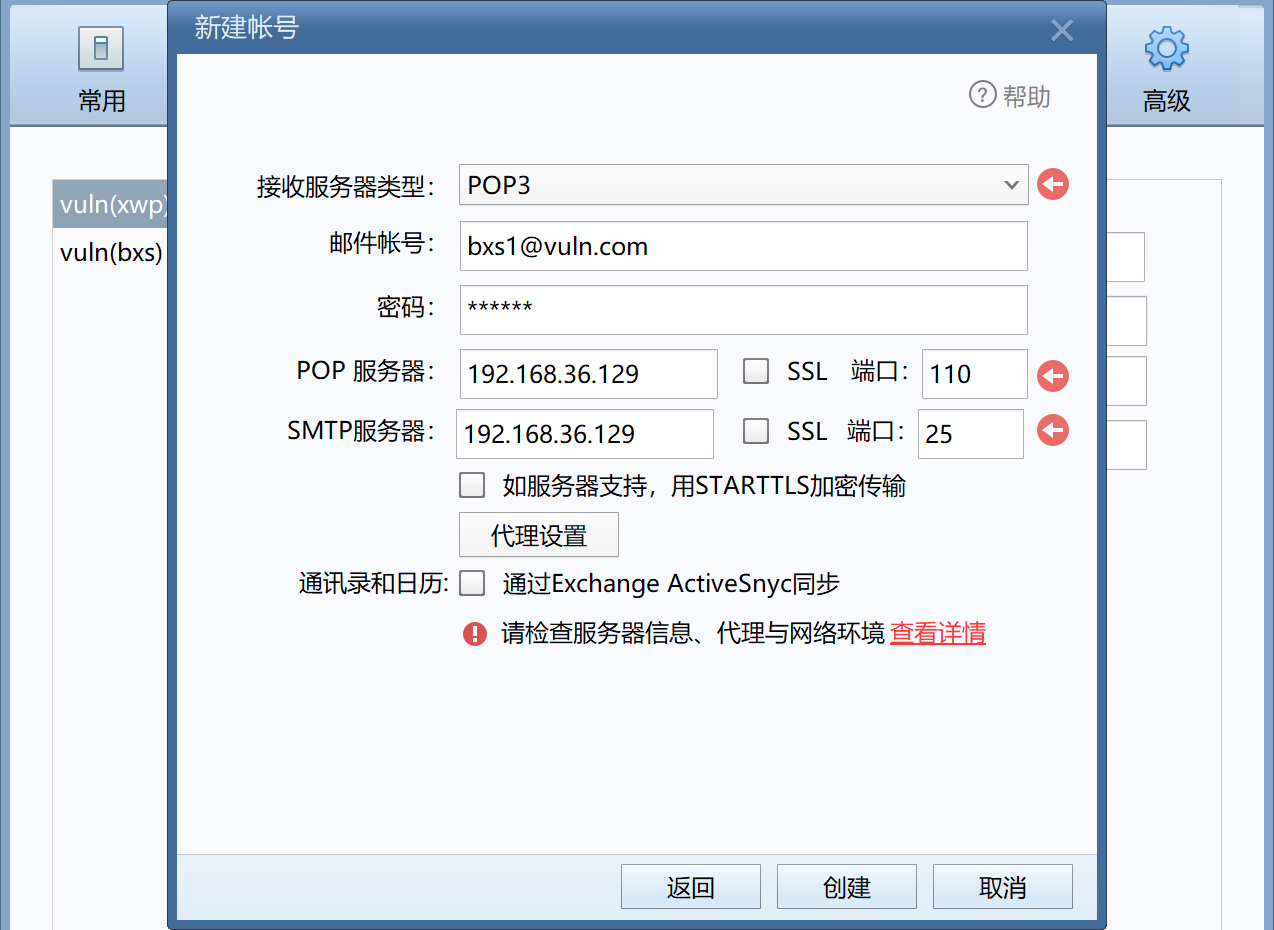 新建帐号
常用
高级
帮助
vuln(xwp)
vuln(bxs)
接收服务器类型： POP3
邮件帐号： bxs1@vuln.com
密码： ******
POP 服务器： 192.168.36.129 SSL 端口： 110
SMTP服务器： 192.168.36.129 SSL 端口： 25
如服务器支持，用STARTTLS加密传输
代理设置
通讯录和日历: 通过Exchange ActiveSnyc同步
请检查服务器信息、代理与网络环境 查看详情
返回 创建 取消